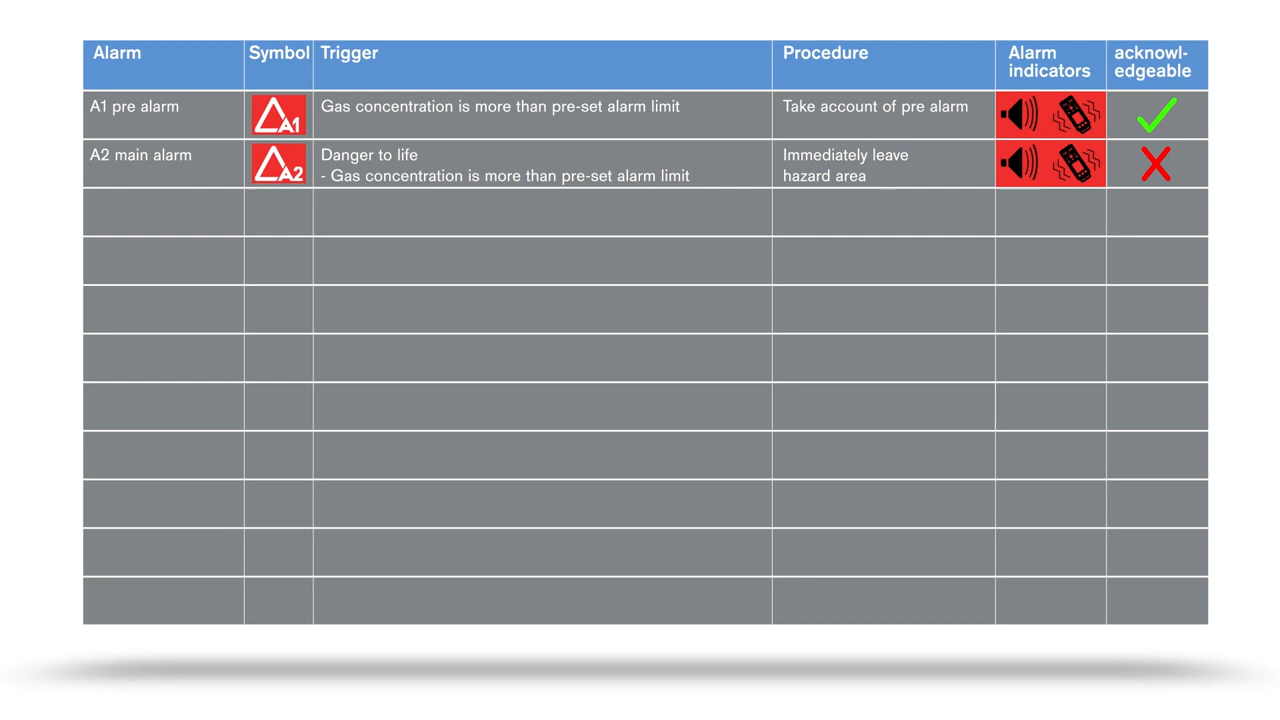 Alarm Symbol Trigger Procedure Alarm indicators acknowl-edgeable
A1 pre alarm A1 Gas concentration is more than pre-set alarm limit Take account of pre alarm
A2 main alarm A2 Danger to life Immediately leave
- Gas concentration is more than pre-set alarm limit hazard area